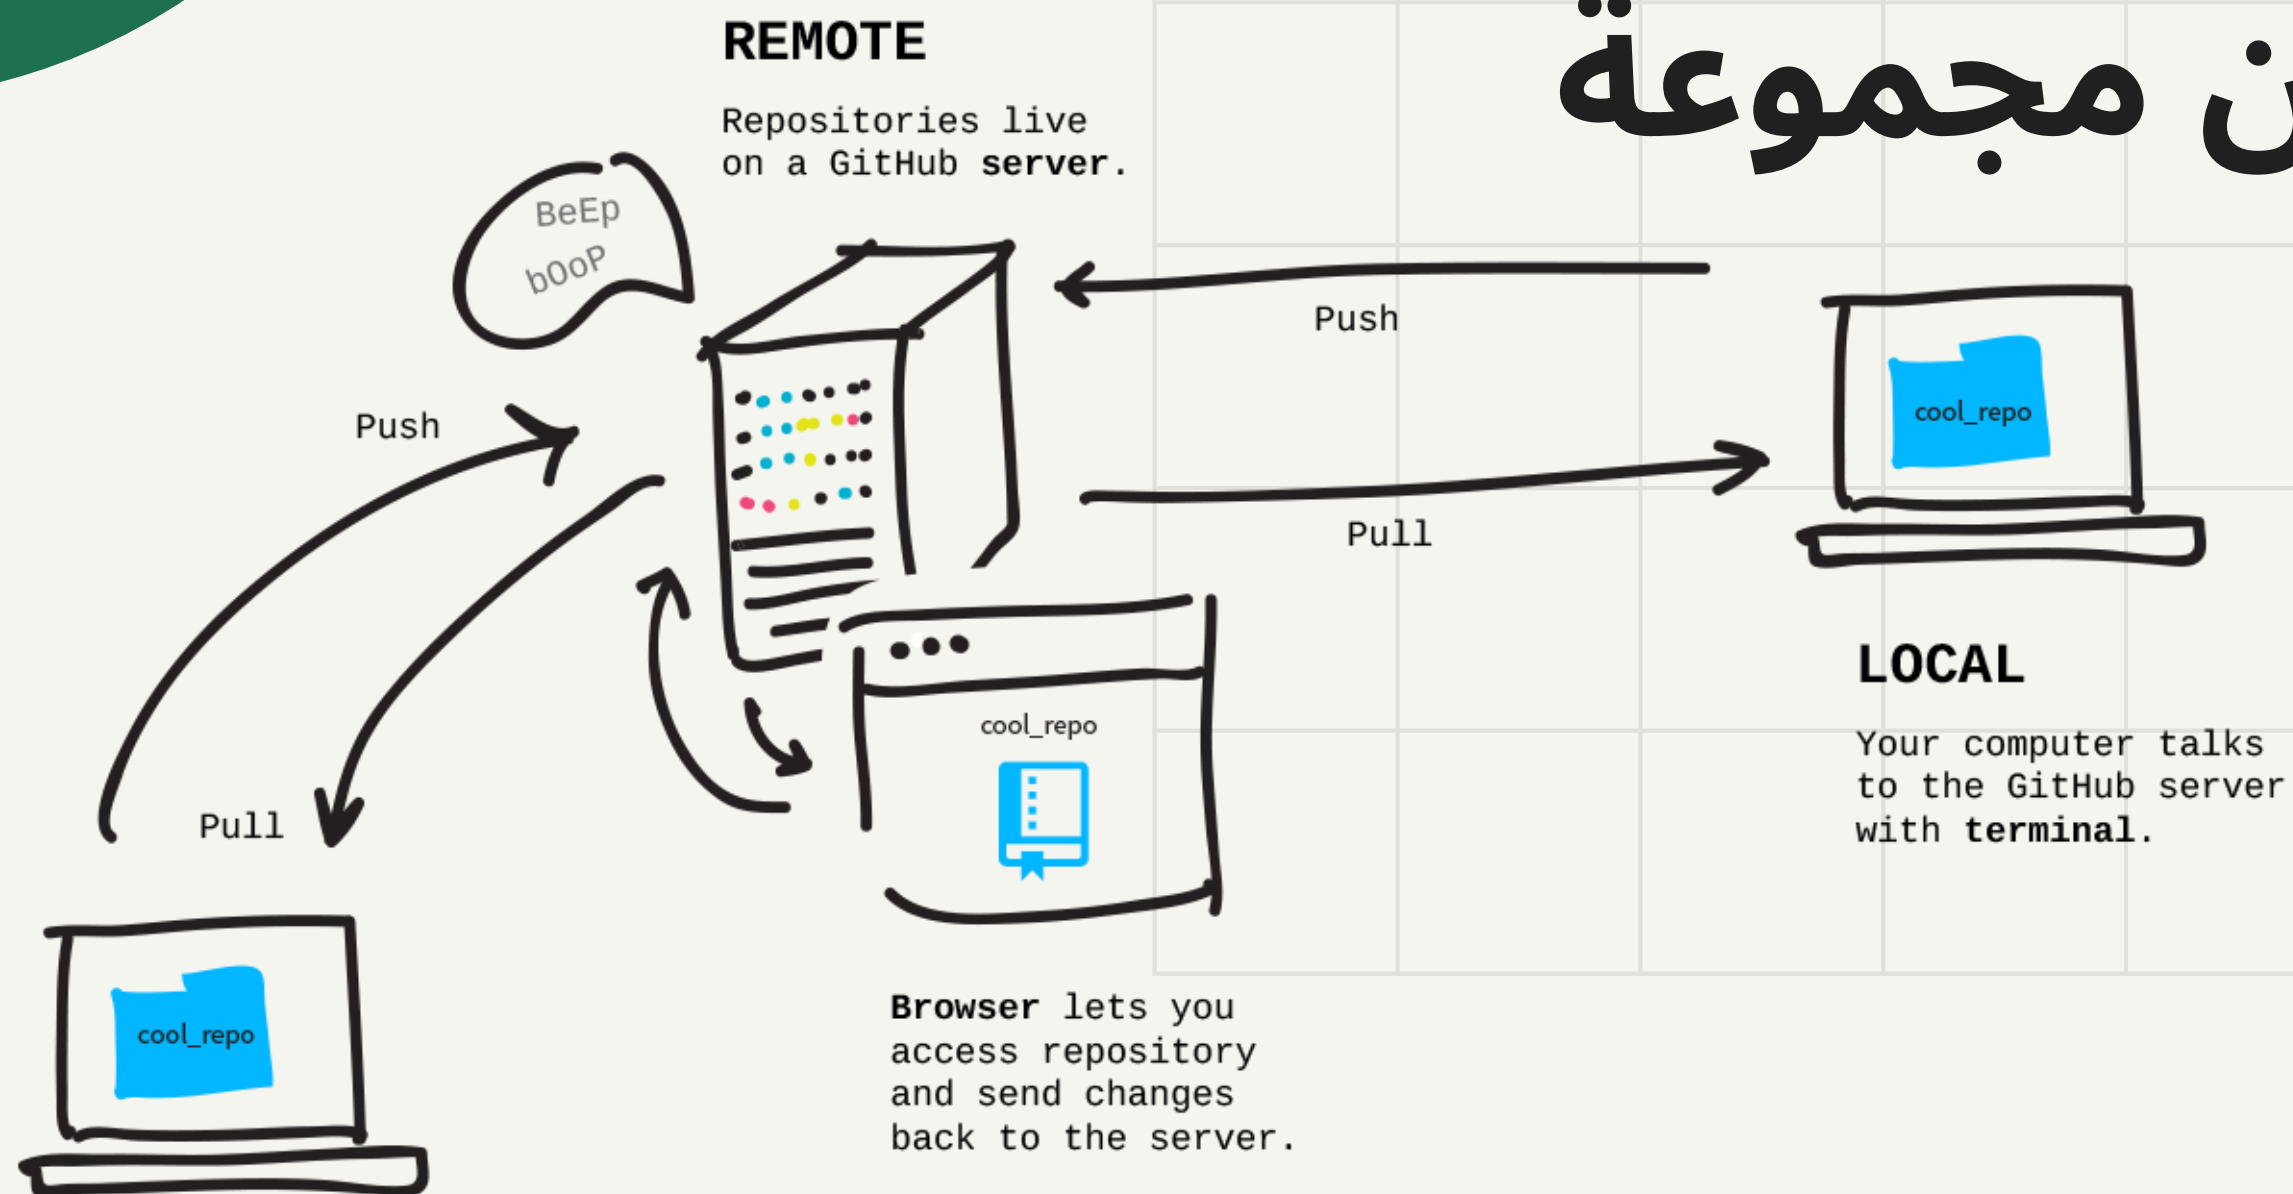 ن مجموعة
REMOTE
Repositories live
on a GitHub server.
BeEp
bOoP
Push
Push
cool_repo
Pull
LOCAL
Your computer talks
to the GitHub server
with terminal.
cool_repo
Pull
cool_repo
Browser lets you
access repository
and send changes
back to the server.